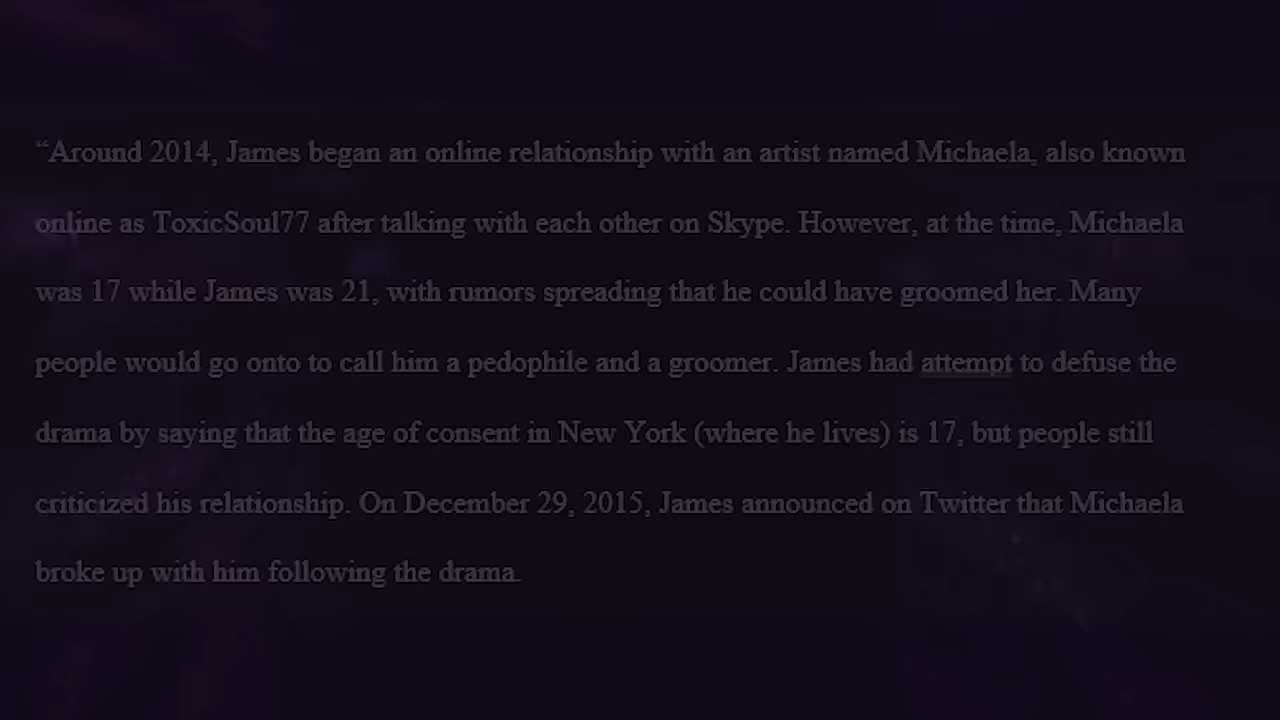 “Around 2014, James began an online relationship with an artist named Michaela, also known
online as ToxicSoul77 after talking with each other on Skype. However, at the time, Michaela
was 17 while James was 21, with rumors spreading that he could have groomed her. Many
people would go onto to call him a pedophile and a groomer. James had attempt to defuse the
drama by saying that the age of consent in New York (where he lives) is 17, but people still
criticized his relationship. On December 29, 2015, James announced on Twitter that Michaela
broke up with him following the drama.